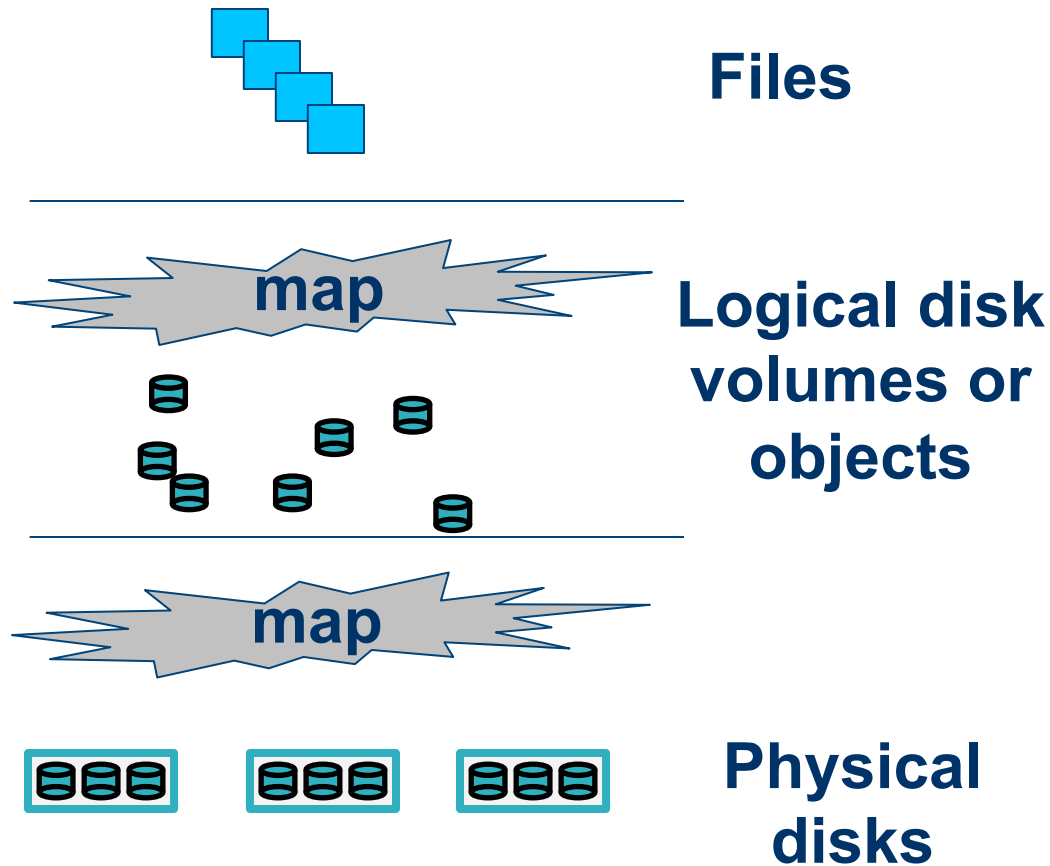 Files
map
Logical disk
volumes or
objects
map
Physical
disks